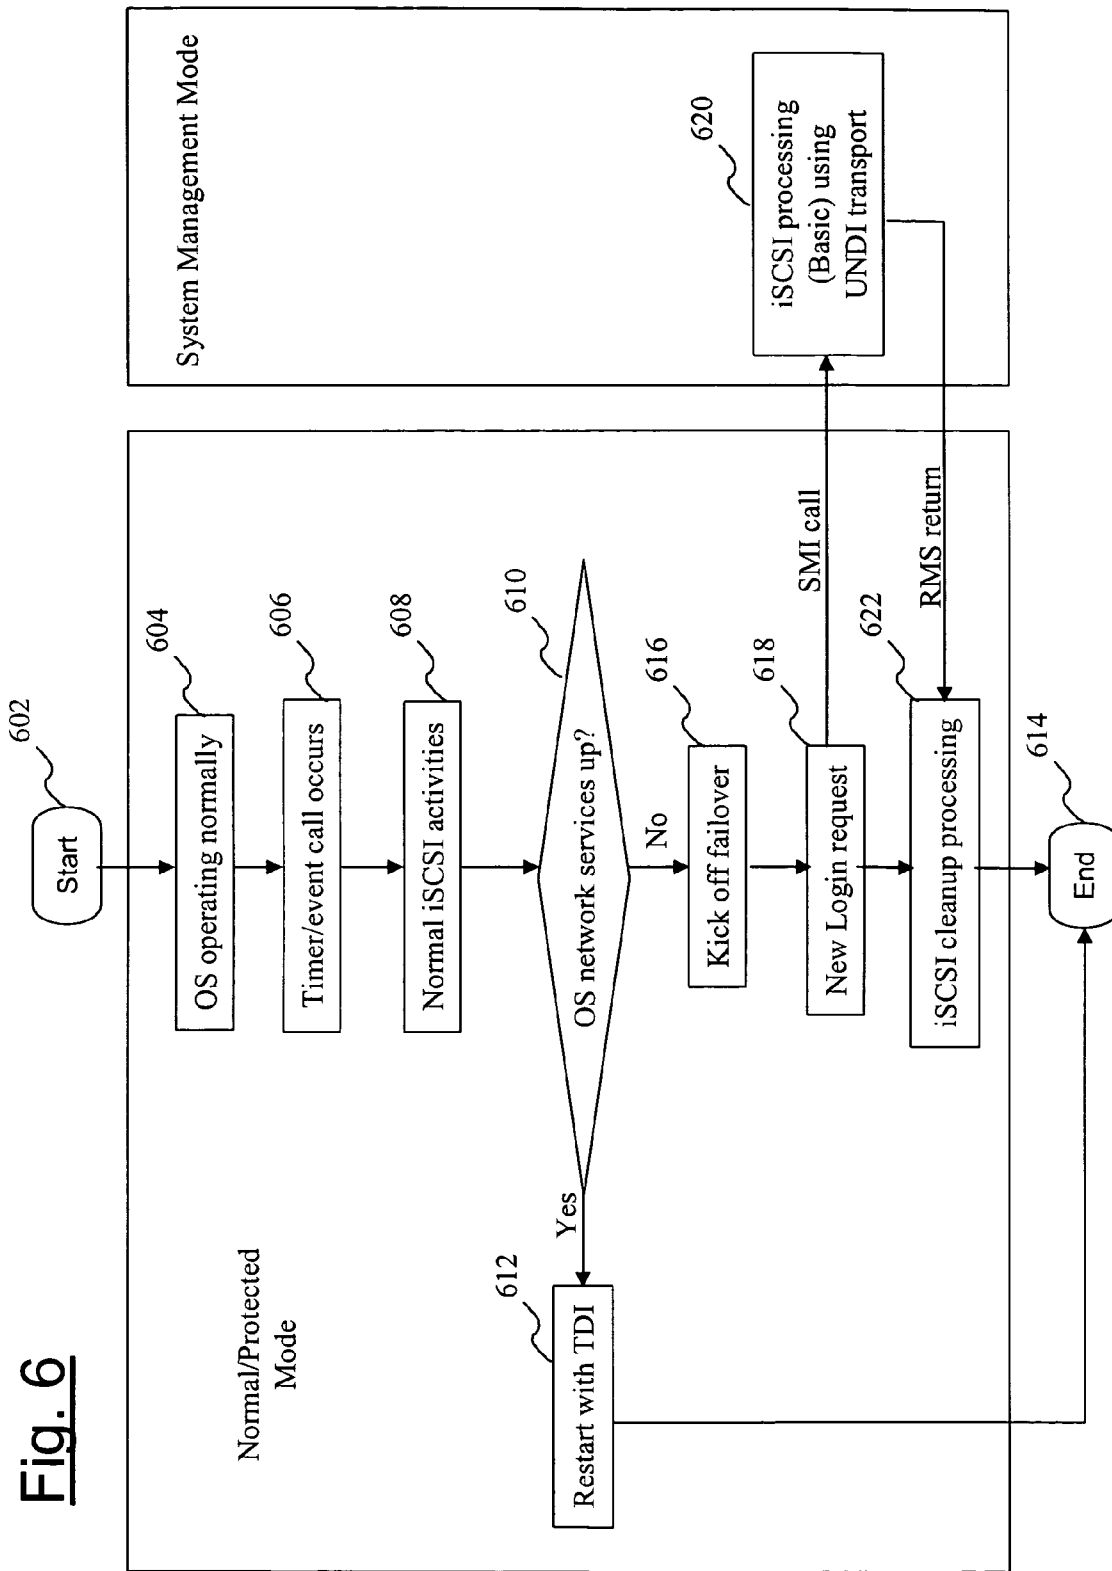 Fig. 6
602
Start
Normal/Protected
Mode
System Management Mode
604
OS operating normally
606
Timer/event call occurs
608
Normal iSCSI activities
610
OS network services up?
Yes
612
Restart with TDI
No
616
Kick off failover
618
New Login request
SMI call
620
iSCSI processing
(Basic) using
UNDI transport
RMS return
622
iSCSI cleanup processing
614
End